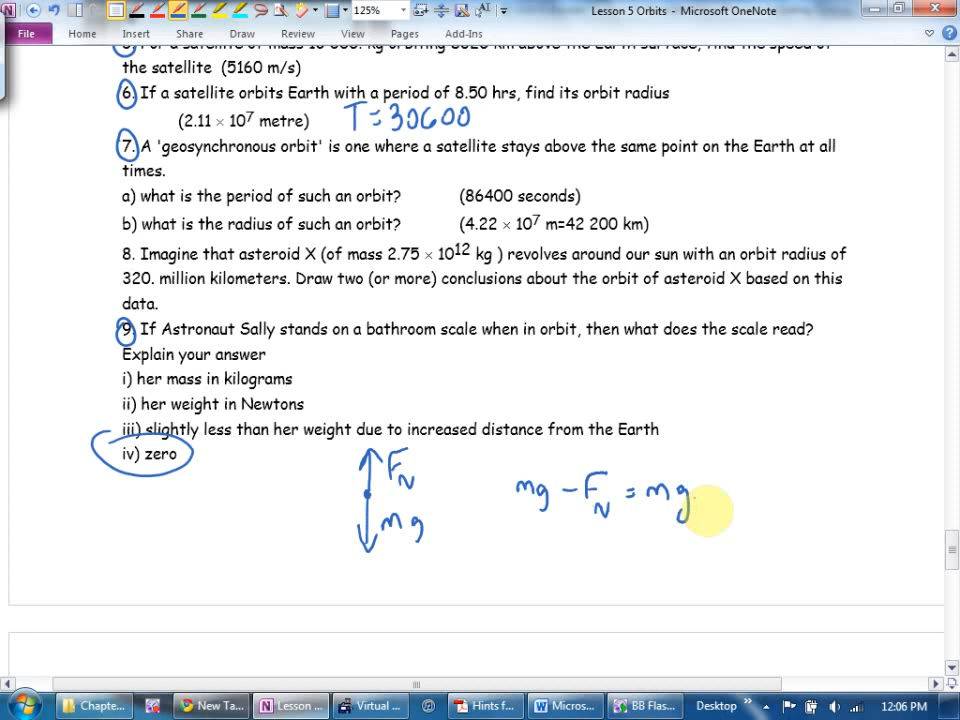 125%
Lesson 5 Orbits - Microsoft OneNote
File Home Insert Share Draw Review View Pages Add-Ins
the satellite (5160 m/s)
6. If a satellite orbits Earth with a period of 8.50 hrs, find its orbit radius
(2.11 × 10⁷ metre) T = 30600
7. A 'geosynchronous orbit' is one where a satellite stays above the same point on the Earth at all
times.
a) what is the period of such an orbit? (86400 seconds)
b) what is the radius of such an orbit? (4.22 × 10⁷ m=42 200 km)
8. Imagine that asteroid X (of mass 2.75 × 10¹² kg ) revolves around our sun with an orbit radius of
320. million kilometers. Draw two (or more) conclusions about the orbit of asteroid X based on this
data.
9. If Astronaut Sally stands on a bathroom scale when in orbit, then what does the scale read?
Explain your answer
i) her mass in kilograms
ii) her weight in Newtons
iii) slightly less than her weight due to increased distance from the Earth
iv) zero
F_N
mg - F_N = mg
mg
Chapte... New Ta... Lesson ... Virtual ... Hints f... Micros... BB Flas... Desktop 12:06 PM